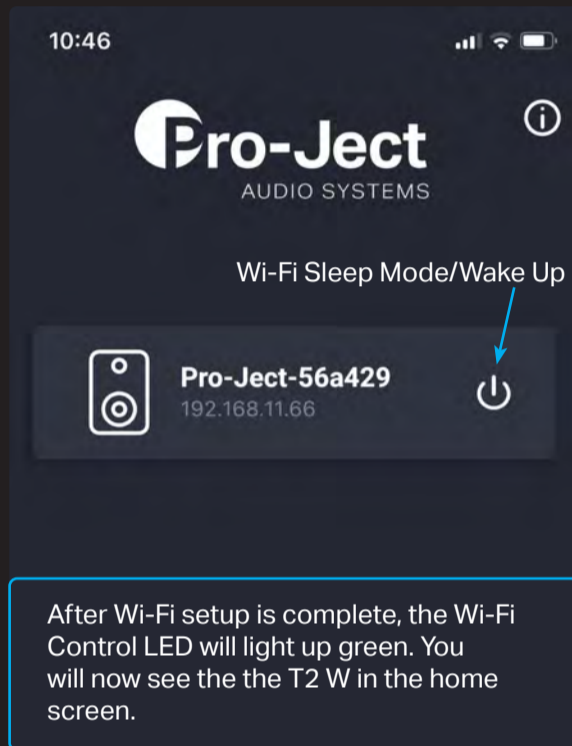 10:46
Pro-Ject
AUDIO SYSTEMS
Wi-Fi Sleep Mode/Wake Up
Pro-Ject-56a429
192.168.11.66
After Wi-Fi setup is complete, the Wi-Fi
Control LED will light up green. You
will now see the the T2 W in the home
screen.